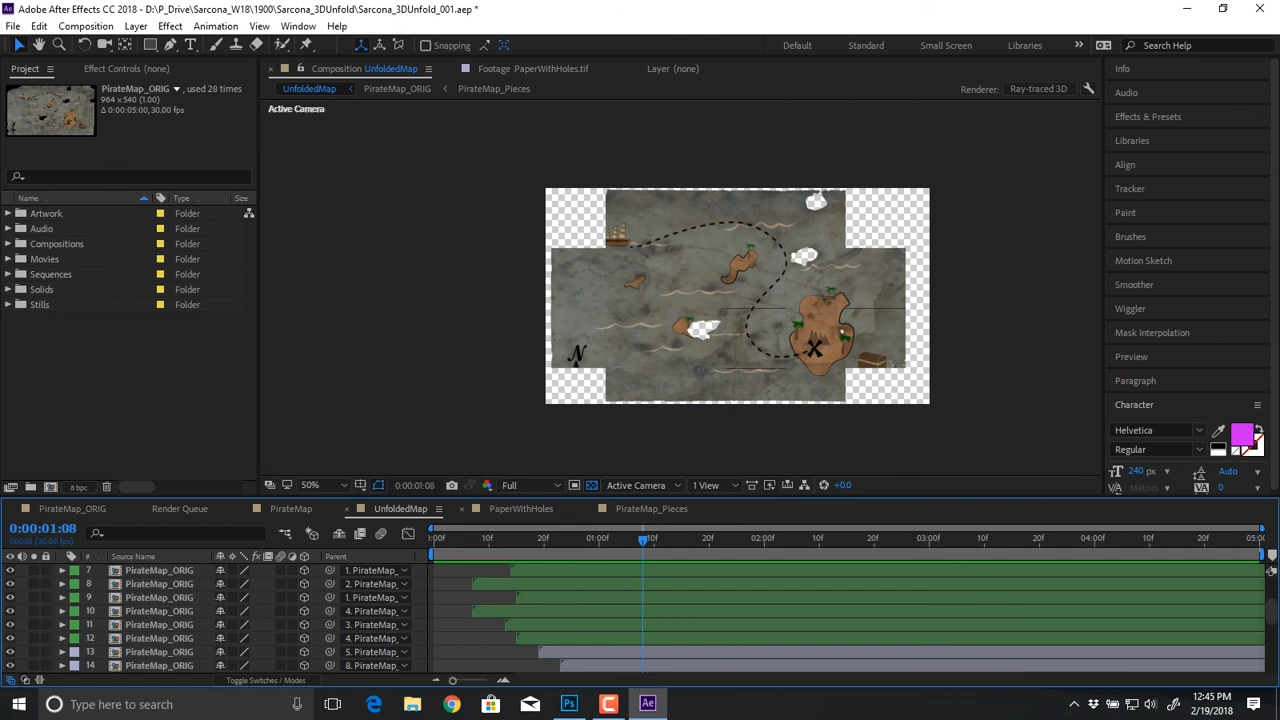 Adobe After Effects CC 2018 - D:\P_Drive\Sarcona_W18\1900\Sarcona_3DUnfold\Sarcona_3DUnfold_001.aep *
File Edit Composition Layer Effect Animation View Window Help
Snapping Default Standard Small Screen Libraries Search Help
Project Effect Controls (none) Composition UnfoldedMap Footage PaperWithHoles.tif Layer (none) Info
PirateMap_ORIG , used 28 times UnfoldedMap PirateMap_ORIG PirateMap_Pieces Renderer: Ray-traced 3D Audio
964 x 540 (1.00)
Δ 0:00:05:00, 30.00 fps
Active Camera
Effects & Presets
Libraries
Align
Tracker
Paint
Brushes
Motion Sketch
Smoother
Wiggler
Mask Interpolation
Preview
Paragraph
Character
Helvetica
Regular
240 px Auto
Metrics 0
Name Type Size
Artwork Folder
Audio Folder
Compositions Folder
Movies Folder
Sequences Folder
Solids Folder
Stills Folder
N
X
8 bpc 50% 0:00:01:08 Full Active Camera 1 View +0.0
PirateMap_ORIG Render Queue PirateMap UnfoldedMap PaperWithHoles PirateMap_Pieces
0:00:01:08
00038 (30.00 fps)
:00f 10f 20f 01:00f 10f 20f 02:00f 10f 20f 03:00f 10f 20f 04:00f 10f 20f 05:00
# Source Name fx Parent
7 PirateMap_ORIG 1. PirateMap_
8 PirateMap_ORIG 2. PirateMap_
9 PirateMap_ORIG 1. PirateMap_
10 PirateMap_ORIG 4. PirateMap_
11 PirateMap_ORIG 3. PirateMap_
12 PirateMap_ORIG 4. PirateMap_
13 PirateMap_ORIG 5. PirateMap_
14 PirateMap_ORIG 8. PirateMap_
Toggle Switches / Modes
Type here to search
12:45 PM
2/19/2018